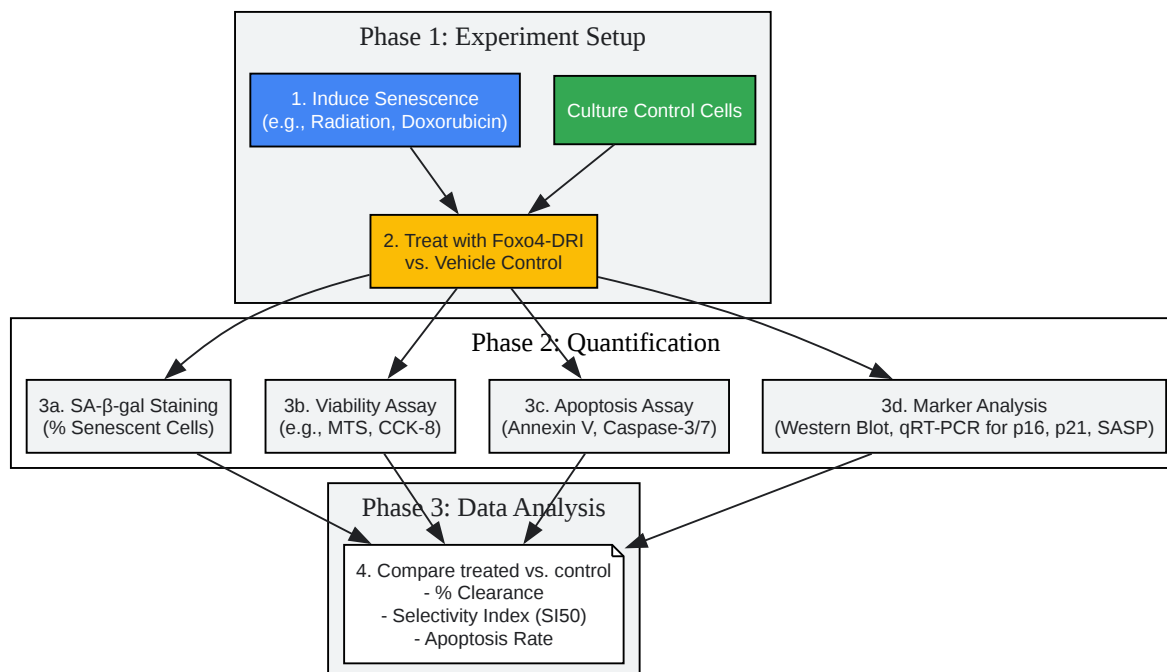 Phase 1: Experiment Setup
1. Induce Senescence
(e.g., Radiation, Doxorubicin)
Culture Control Cells
2. Treat with Foxo4-DRI
vs. Vehicle Control
Phase 2: Quantification
3a. SA-β-gal Staining
(% Senescent Cells)
3b. Viability Assay
(e.g., MTS, CCK-8)
3c. Apoptosis Assay
(Annexin V, Caspase-3/7)
3d. Marker Analysis
(Western Blot, qRT-PCR for p16, p21, SASP)
Phase 3: Data Analysis
4. Compare treated vs. control
- % Clearance
- Selectivity Index (SI50)
- Apoptosis Rate